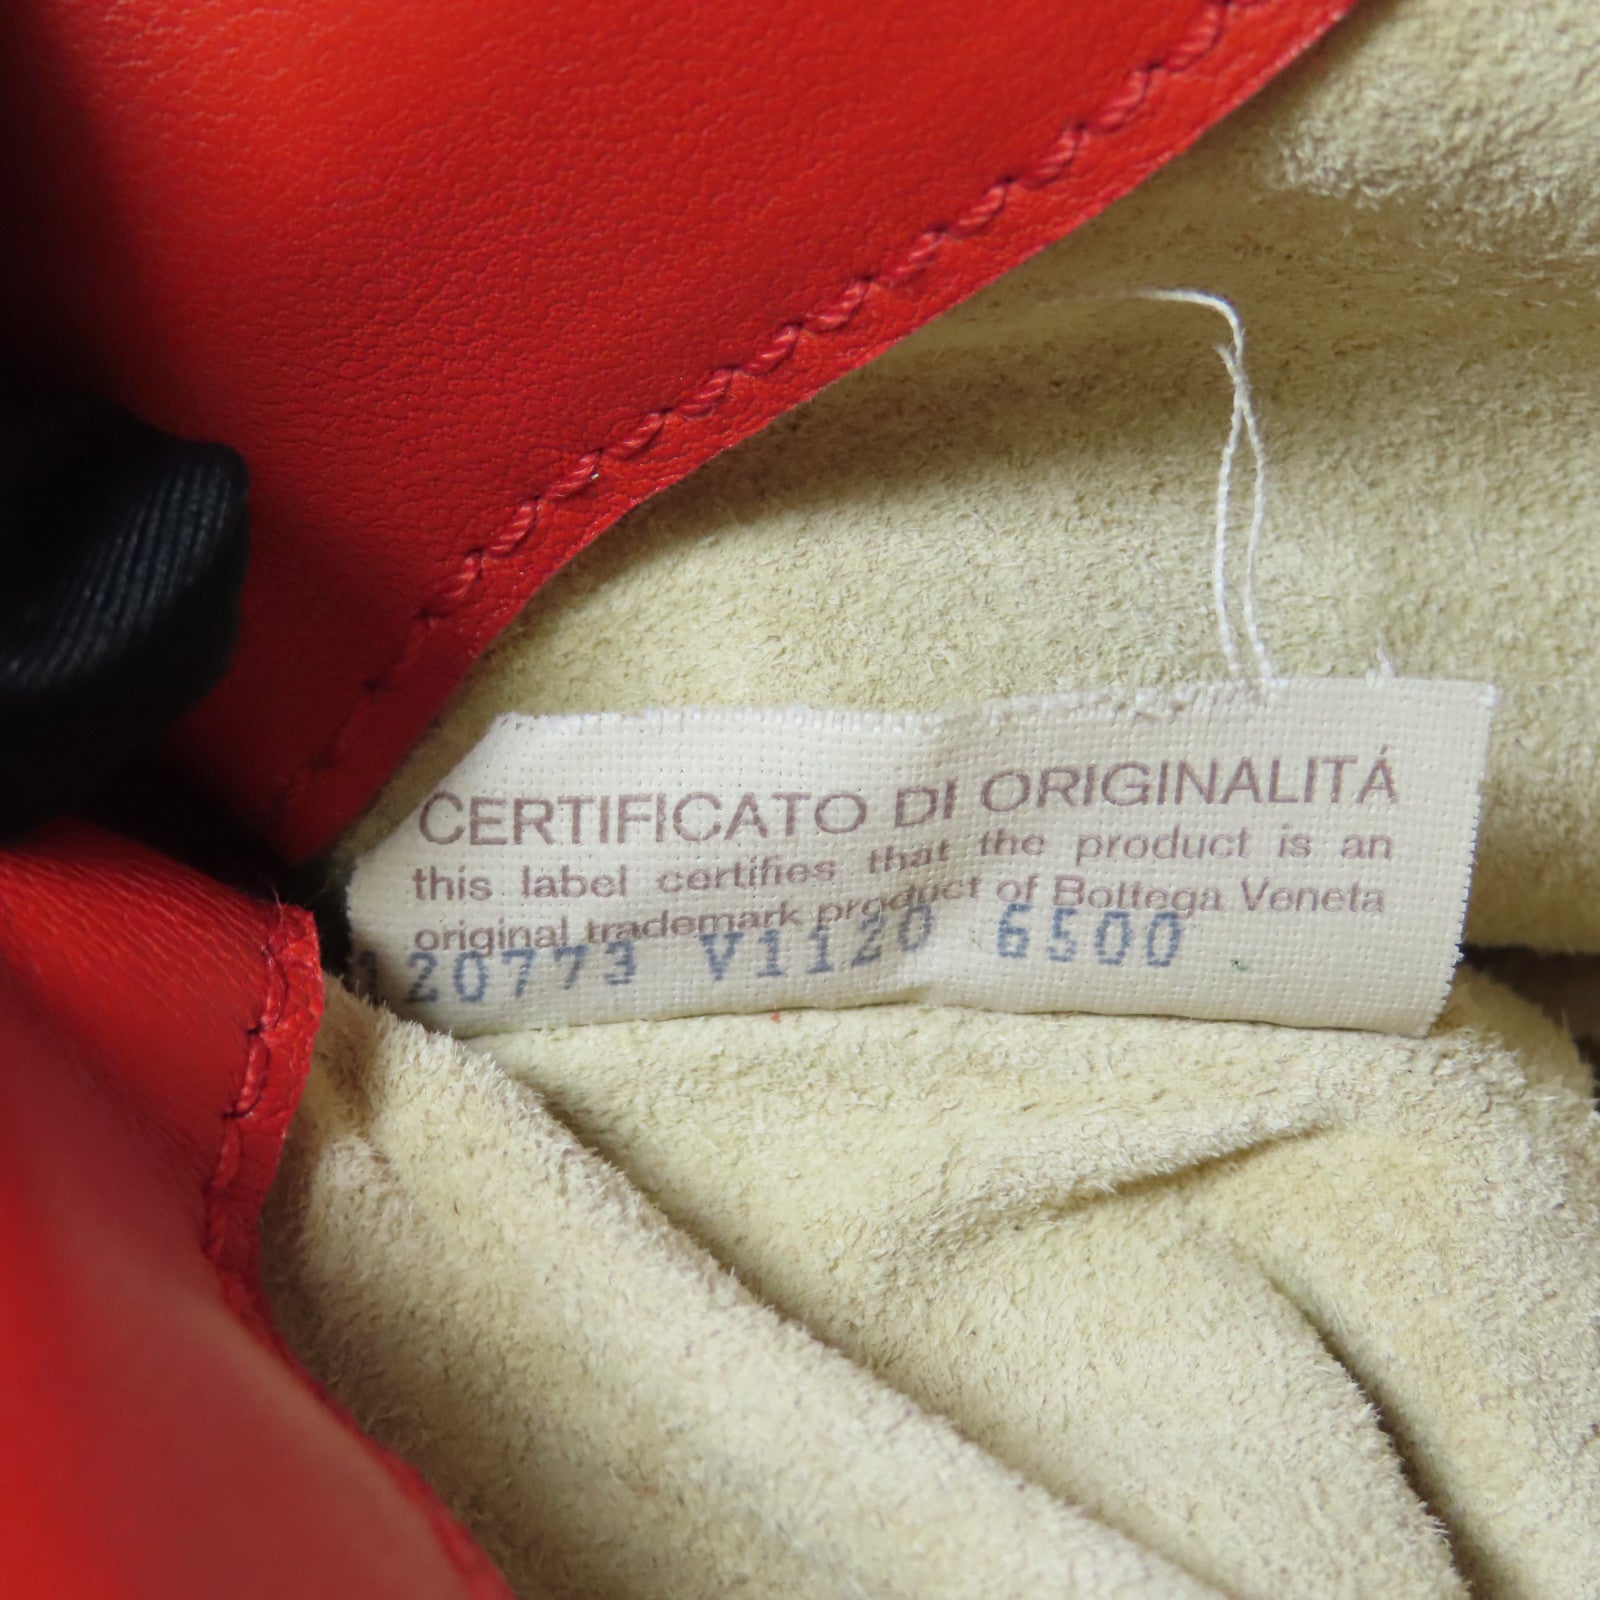 CERTIFICATO DI ORIGINALITÁ
this label certifies that the product is an
original trademark product of Bottega Veneta
120773 V1120 6500